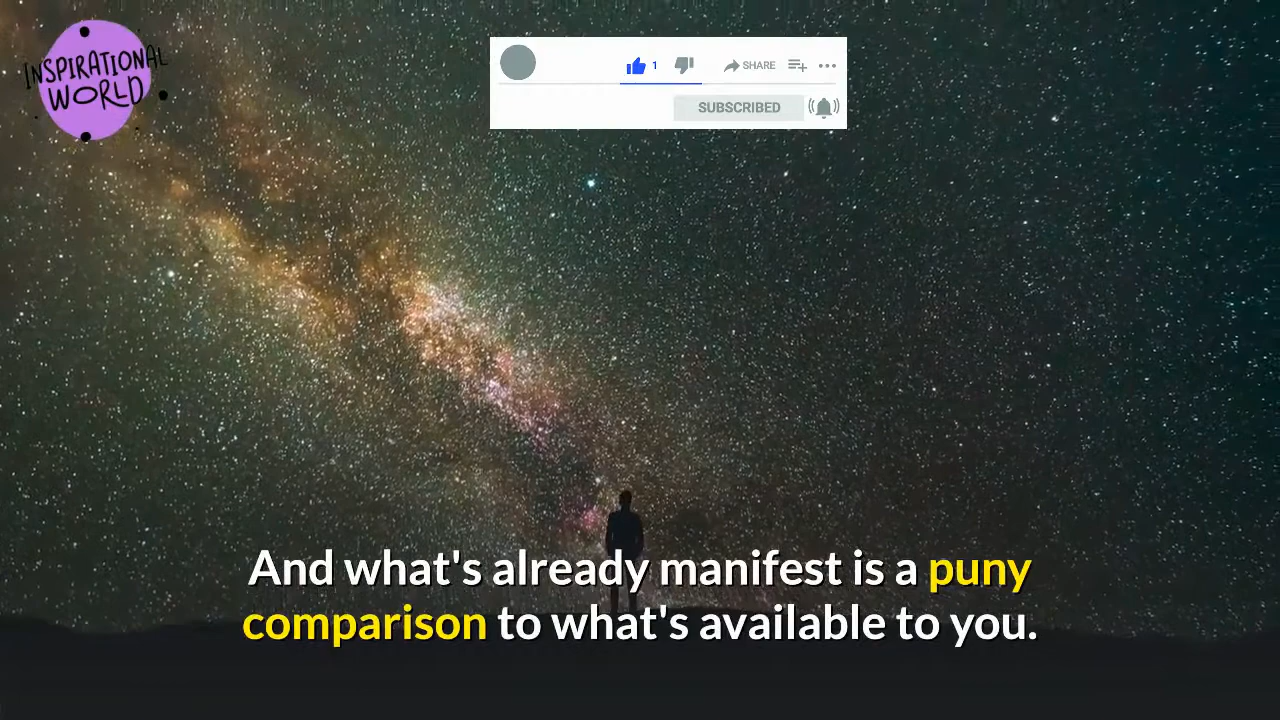 INSPIRATIONAL
WORLD
1
SHARE
SUBSCRIBED
And what's already manifest is a puny
comparison to what's available to you.